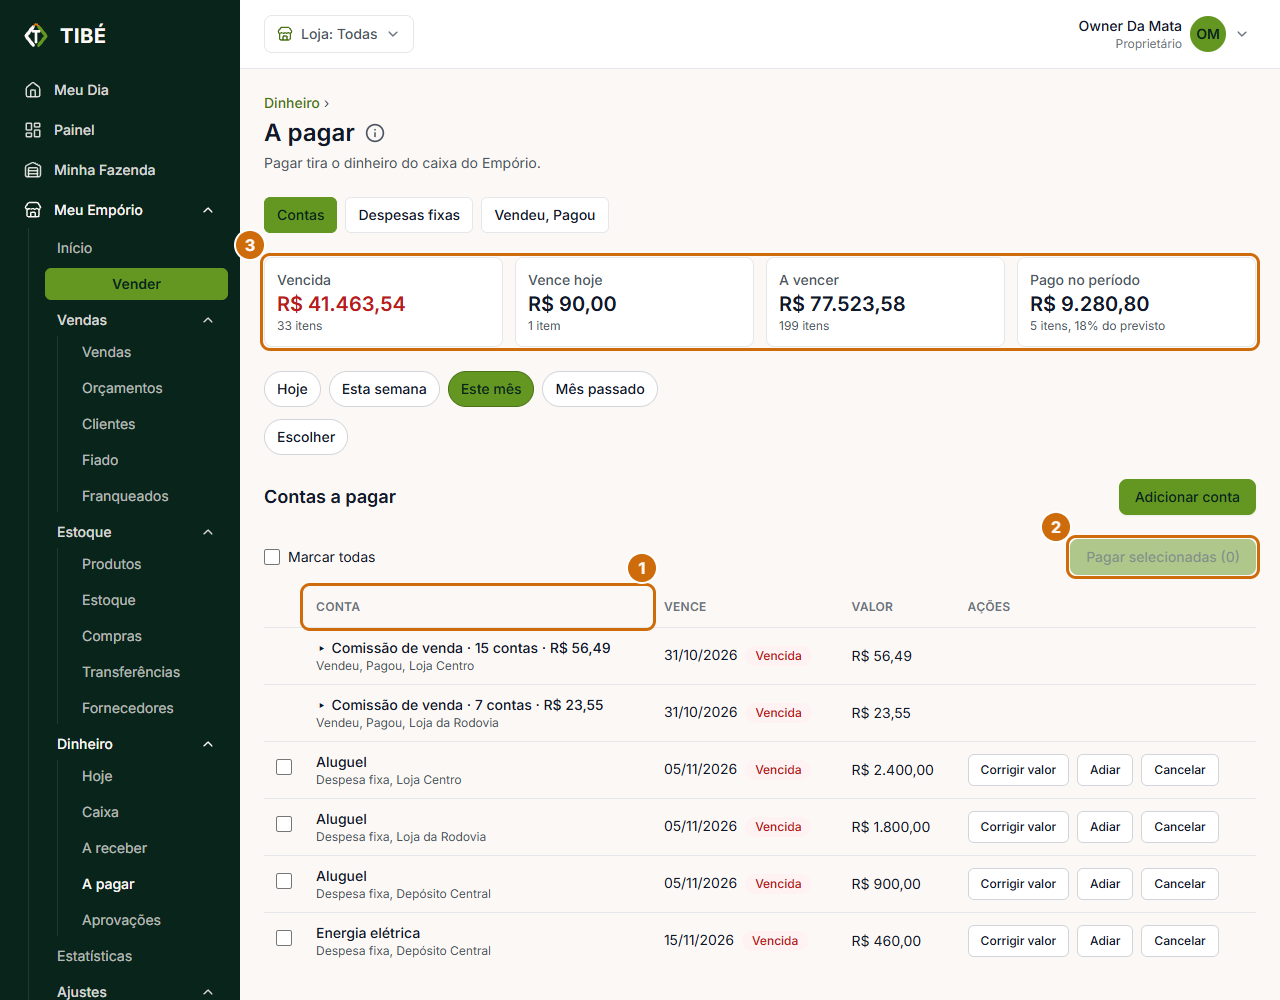 TIBÉ
Meu Dia
Painel
Minha Fazenda
Meu Empório
Início
Vender
Vendas
Vendas
Orçamentos
Clientes
Fiado
Franqueados
Estoque
Produtos
Estoque
Compras
Transferências
Fornecedores
Dinheiro
Hoje
Caixa
A receber
A pagar
Aprovações
Estatísticas
Ajustes
Loja: Todas
Owner Da Mata
Proprietário
OM
Dinheiro ›
A pagar
Pagar tira o dinheiro do caixa do Empório.
Contas Despesas fixas Vendeu, Pagou
3
Vencida
R$ 41.463,54
33 itens
Vence hoje
R$ 90,00
1 item
A vencer
R$ 77.523,58
199 itens
Pago no período
R$ 9.280,80
5 itens, 18% do previsto
Hoje Esta semana Este mês Mês passado
Escolher
Contas a pagar
Adicionar conta
2
Marcar todas
Pagar selecionadas (0)
1
CONTA VENCE VALOR AÇÕES
‣ Comissão de venda · 15 contas · R$ 56,49
Vendeu, Pagou, Loja Centro
31/10/2026 Vencida R$ 56,49
‣ Comissão de venda · 7 contas · R$ 23,55
Vendeu, Pagou, Loja da Rodovia
31/10/2026 Vencida R$ 23,55
Aluguel
Despesa fixa, Loja Centro
05/11/2026 Vencida R$ 2.400,00 Corrigir valor Adiar Cancelar
Aluguel
Despesa fixa, Loja da Rodovia
05/11/2026 Vencida R$ 1.800,00 Corrigir valor Adiar Cancelar
Aluguel
Despesa fixa, Depósito Central
05/11/2026 Vencida R$ 900,00 Corrigir valor Adiar Cancelar
Energia elétrica
Despesa fixa, Depósito Central
15/11/2026 Vencida R$ 460,00 Corrigir valor Adiar Cancelar